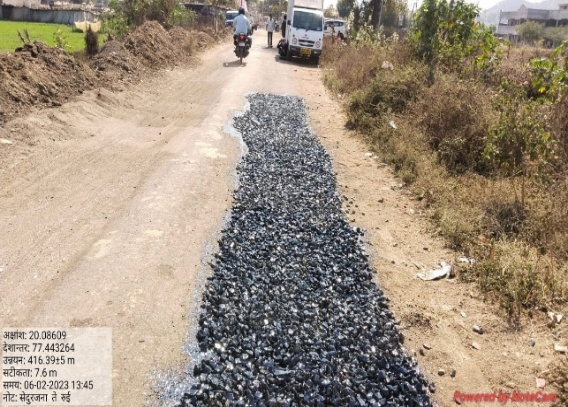 अक्षांश: 20.08609
देशान्तर: 77.443264
उन्नयन: 416.39±5 m
सटीकता: 7.6 m
समय: 06-02-2023 13:45
नोट: सेदुरजना ते रुई
Powered by NoteCam